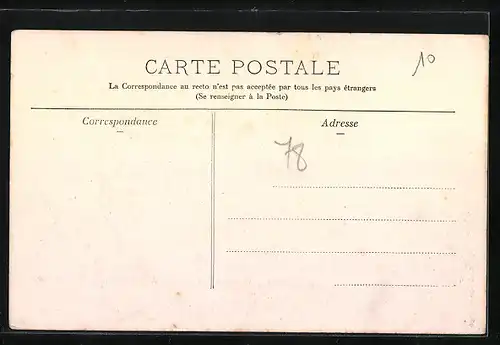 CARTE POSTALE
10
La Correspondance au recto n'est pas acceptée par tous les pays étrangers
(Se renseigner à la Poste)
Correspondance
Adresse
78